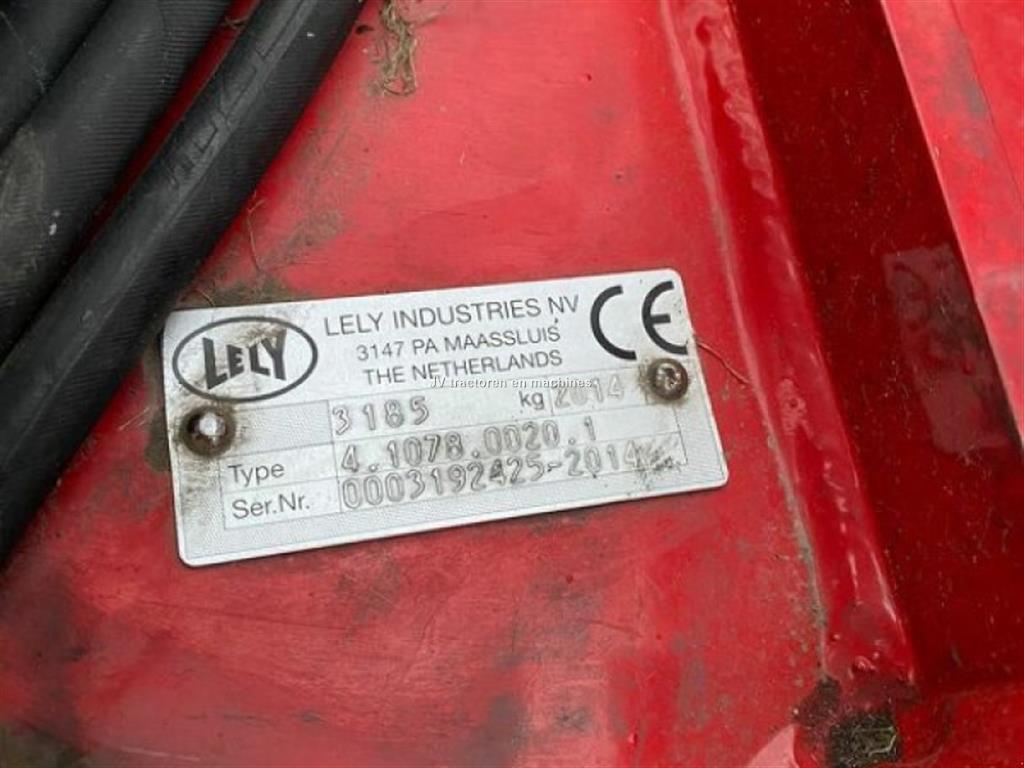 LELY
LELY INDUSTRIES NV
3147 PA MAASSLUIS
THE NETHERLANDS
CE
JV tractoren en machines
3185 kg 2014
Type 4.1078.0020.1
Ser.Nr. 0003192425-2014